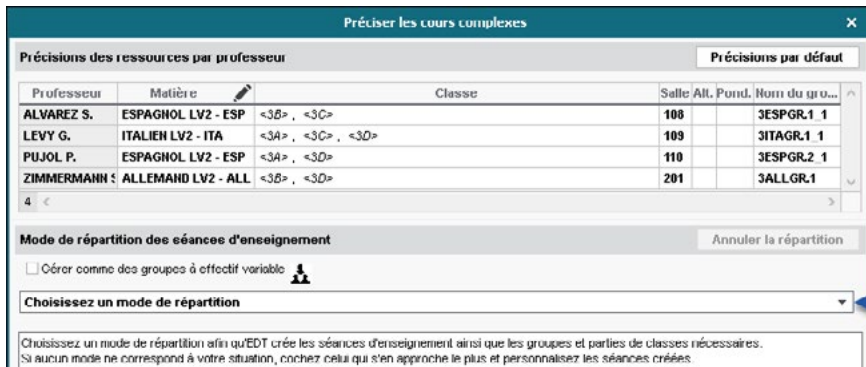 Préciser les cours complexes ×
Précisions des ressources par professeur Précisions par défaut
Professeur Matière Classe Salle Alt. Pond. Nom du gro...
ALVAREZ S. ESPAGNOL LV2 - ESP <3B> , <3C> 108 3ESPGR.1_1
LEVY G. ITALIEN LV2 - ITA <3A> , <3C> , <3D> 109 3ITAGR.1_1
PUJOL P. ESPAGNOL LV2 - ESP <3A> , <3D> 110 3ESPGR.2_1
ZIMMERMANN S ALLEMAND LV2 - ALL <3B> , <3D> 201 3ALLGR.1
4 < >
Mode de répartition des séances d'enseignement Annuler la répartition
Gérer comme des groupes à effectif variable
Choisissez un mode de répartition
Choisissez un mode de répartition afin qu'EDT crée les séances d'enseignement ainsi que les groupes et parties de classes nécessaires.
Si aucun mode ne correspond à votre situation, cochez celui qui s'en approche le plus et personnalisez les séances créées.